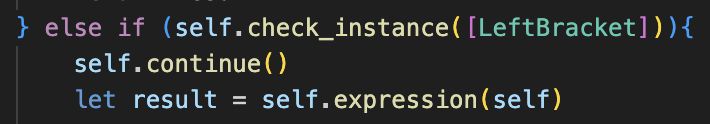 } else if (self.check_instance([LeftBracket])){
self.continue()
let result = self.expression(self)